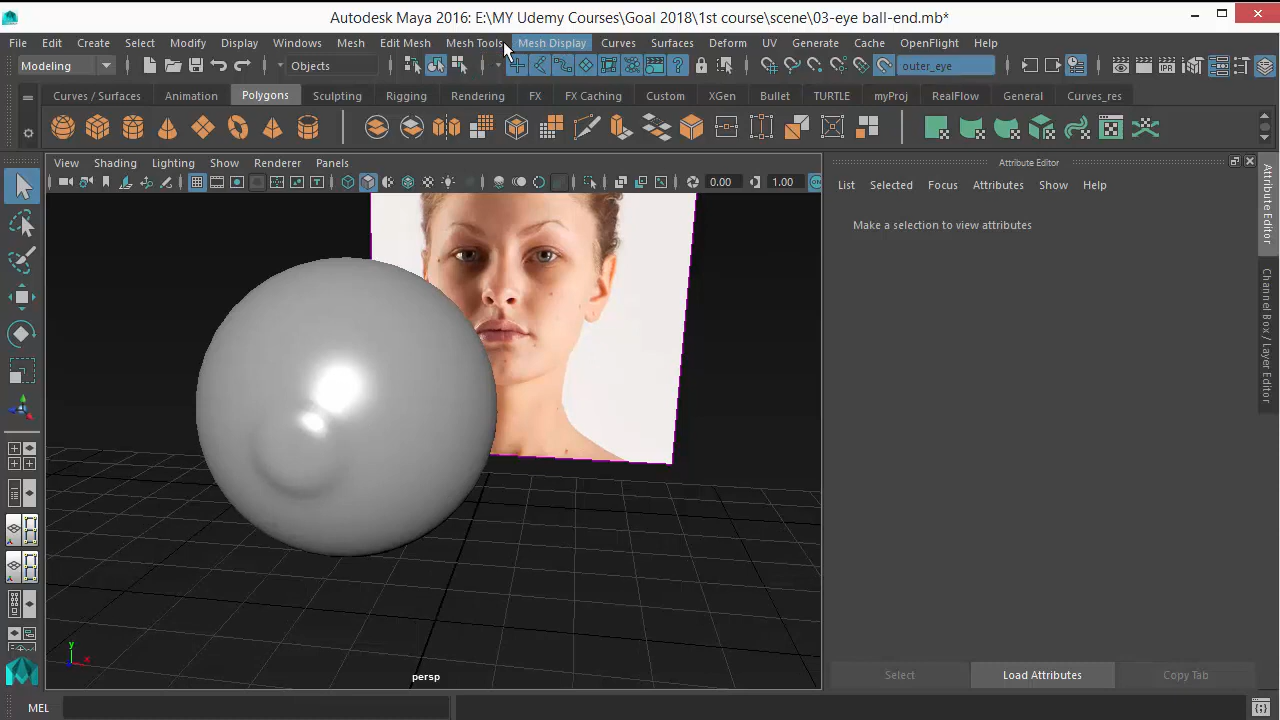 Autodesk Maya 2016: E:\MY Udemy Courses\Goal 2018\1st course\scene\03-eye ball-end.mb*
File Edit Create Select Modify Display Windows Mesh Edit Mesh Mesh Tools Mesh Display Curves Surfaces Deform UV Generate Cache OpenFlight Help
Modeling Objects outer_eye
Curves / Surfaces Animation Polygons Sculpting Rigging Rendering FX FX Caching Custom XGen Bullet TURTLE myProj RealFlow General Curves_res
View Shading Lighting Show Renderer Panels
0.00 1.00 ON
Attribute Editor
List Selected Focus Attributes Show Help
Make a selection to view attributes
Attribute Editor
Channel Box / Layer Editor
persp
y
x
z
Select Load Attributes Copy Tab
MEL